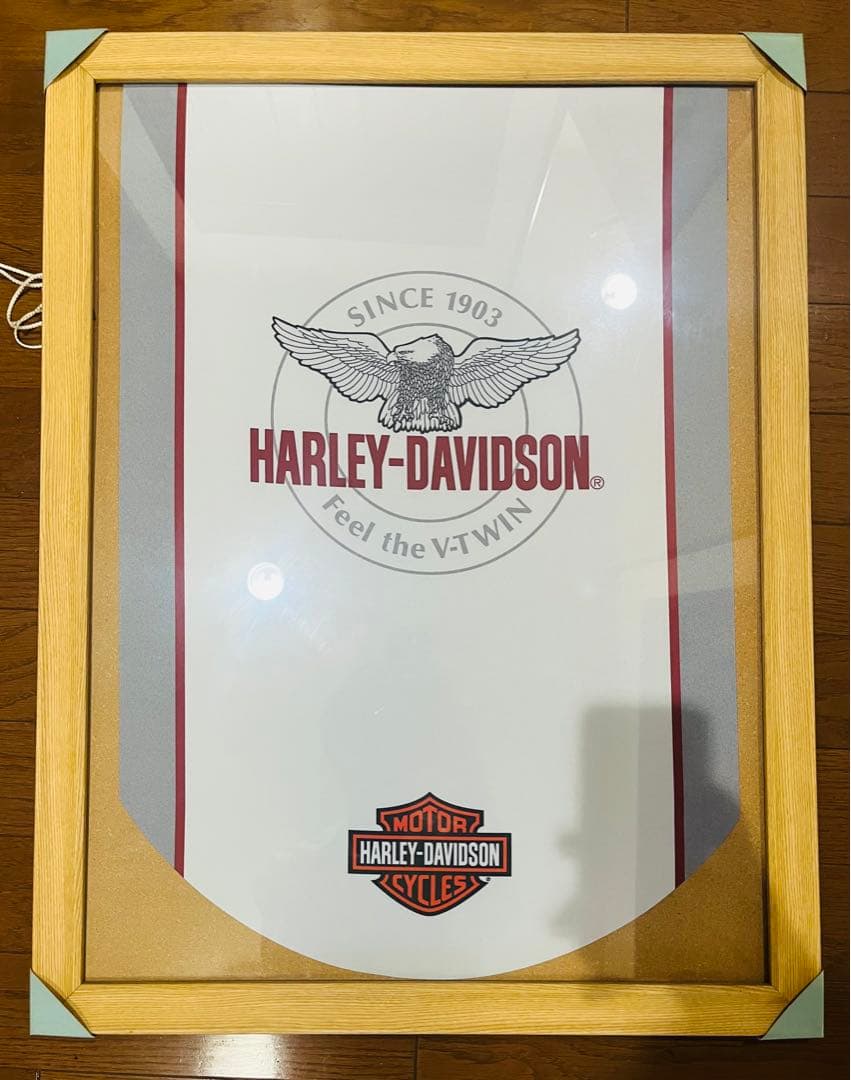 SINCE 1903
HARLEY-DAVIDSON®
Feel the V-TWIN
MOTOR
HARLEY-DAVIDSON
CYCLES®